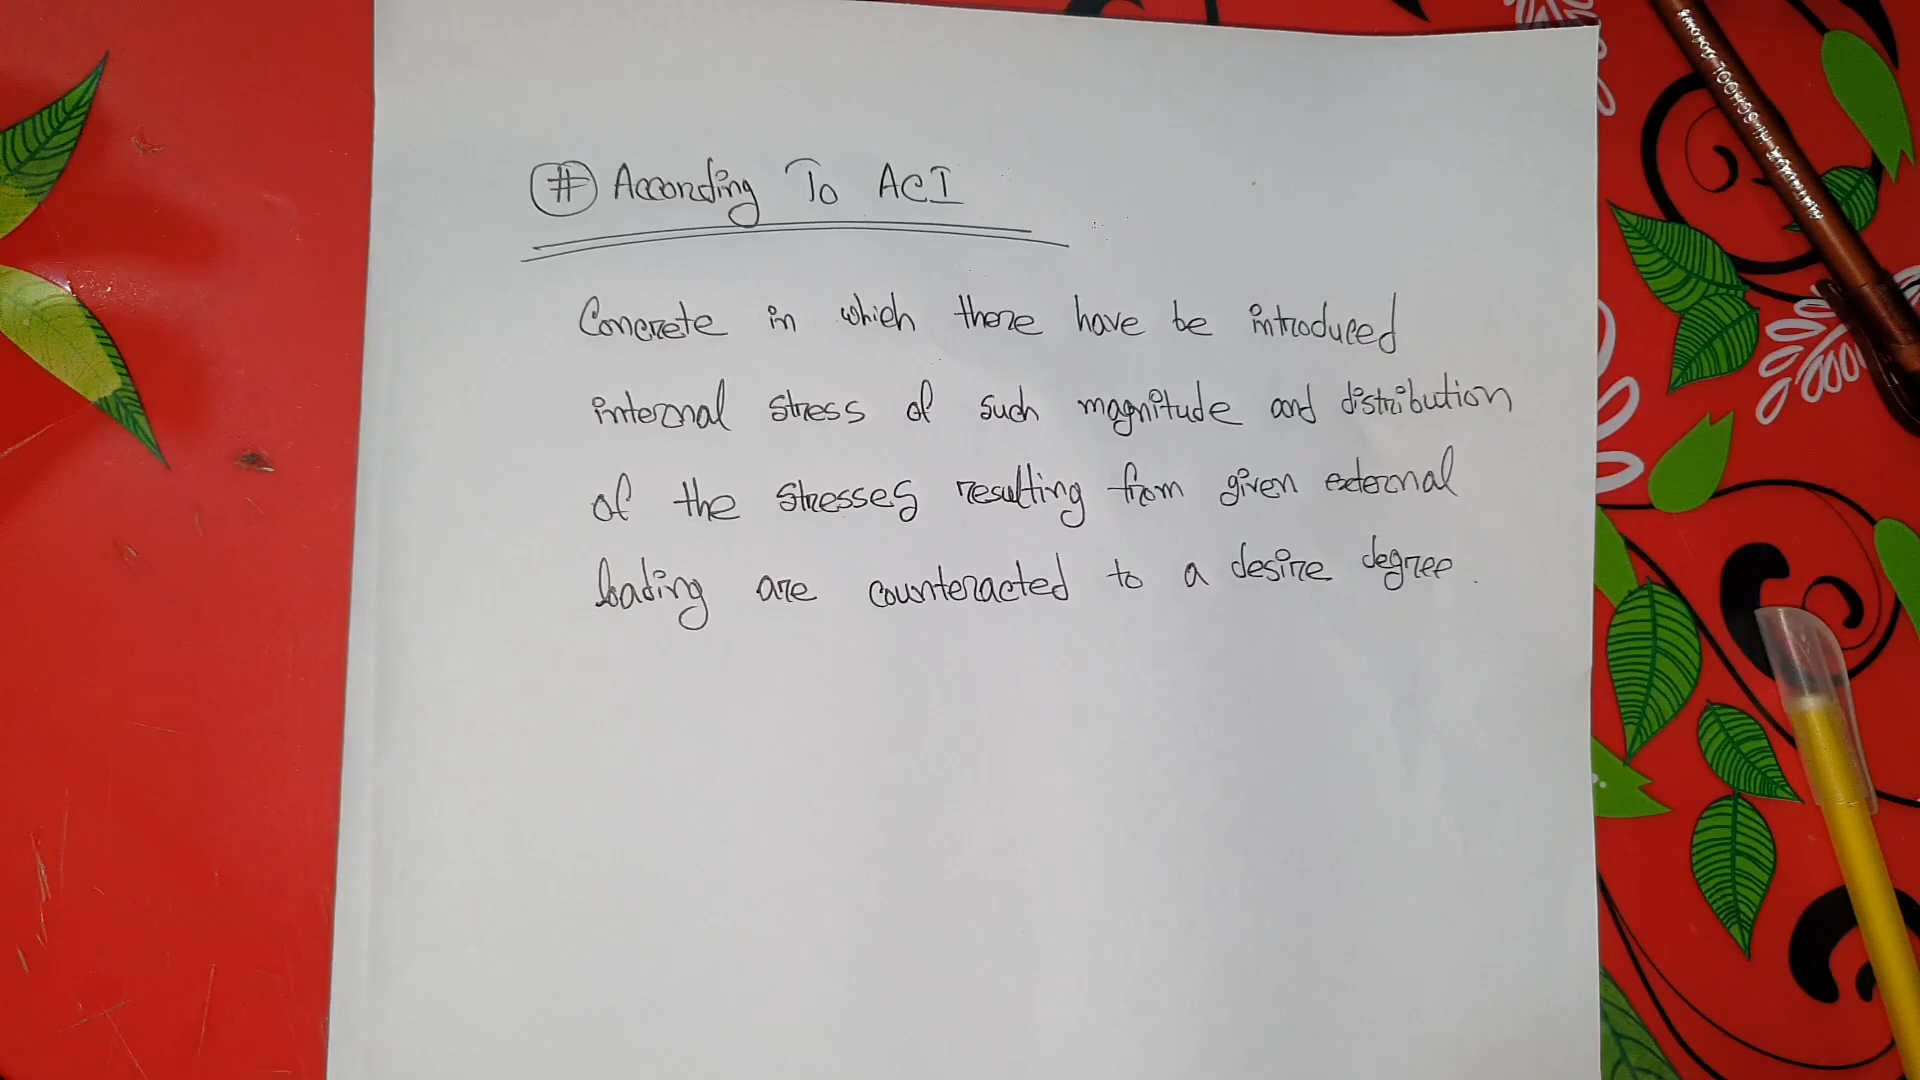 # According To ACI
Concrete in which there have be introduced
internal stress of such magnitude and distribution
of the stresses resulting from given external
loading are counteracted to a desire degree.